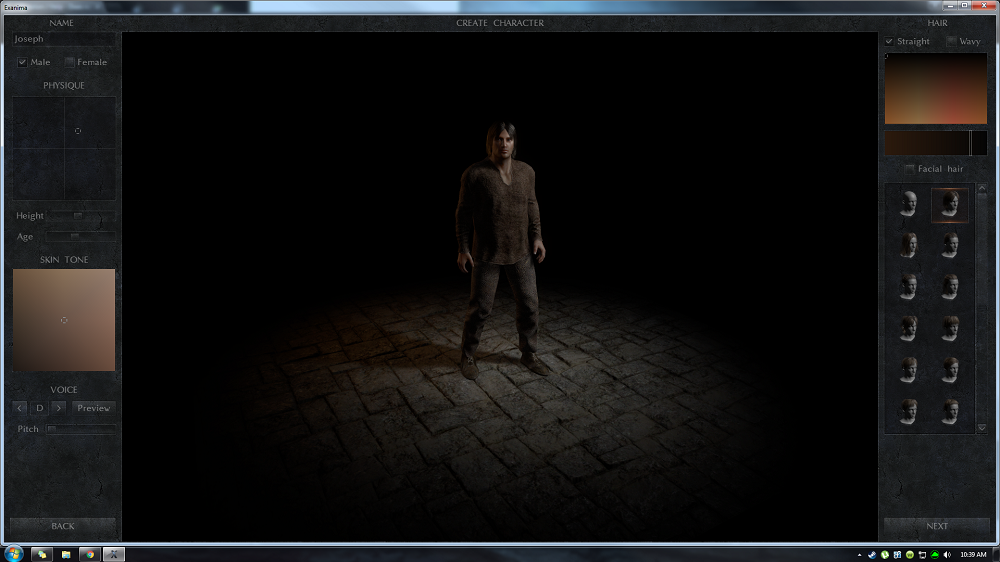 Exanima
NAME
CREATE CHARACTER
HAIR
Joseph
Straight
Wavy
Male
Female
PHYSIQUE
Facial hair
Height
Age
SKIN TONE
VOICE
<
D
>
Preview
Pitch
BACK
NEXT
10:39 AM